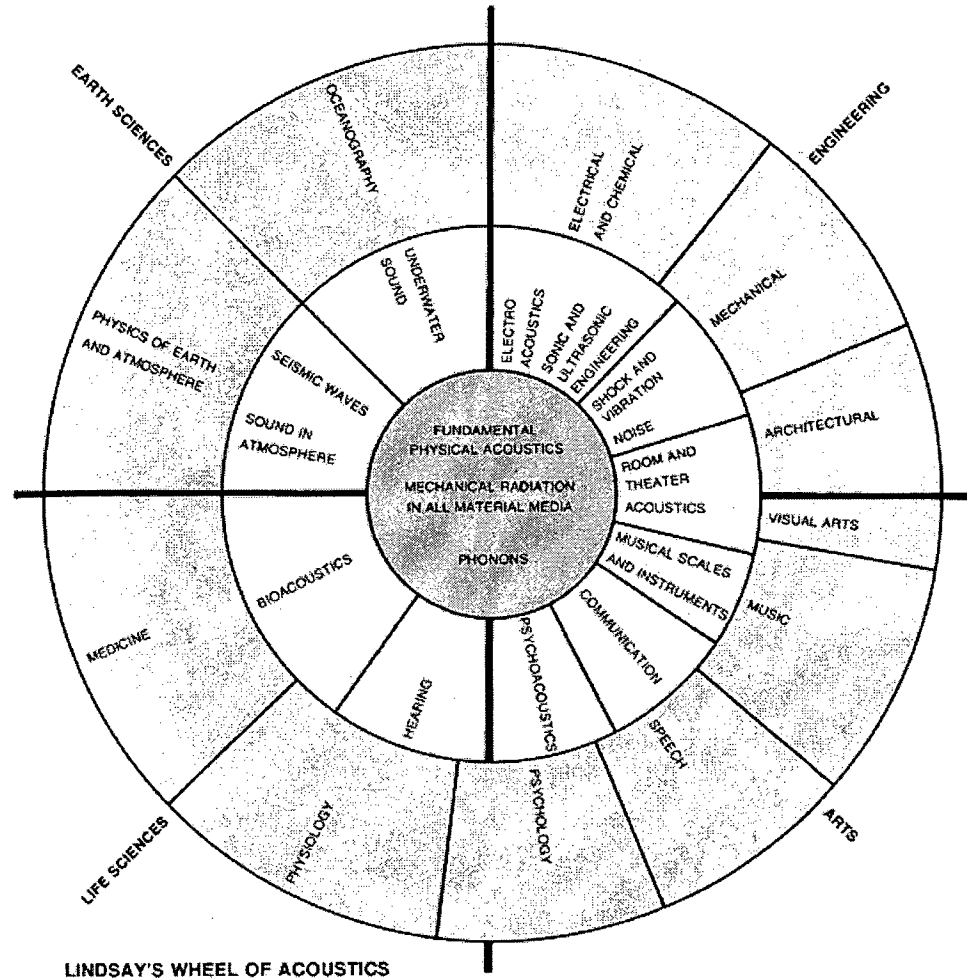 EARTH SCIENCES
ENGINEERING
OCEANOGRAPHY
ELECTRICAL
AND CHEMICAL
MECHANICAL
ARCHITECTURAL
PHYSICS OF EARTH
AND ATMOSPHERE
UNDERWATER
SOUND
SEISMIC WAVES
SOUND IN
ATMOSPHERE
ELECTRO
ACOUSTICS
SONIC AND
ULTRASONIC
ENGINEERING
SHOCK AND
VIBRATION
NOISE
ROOM AND
THEATER
ACOUSTICS
FUNDAMENTAL
PHYSICAL ACOUSTICS
MECHANICAL RADIATION
IN ALL MATERIAL MEDIA
PHONONS
VISUAL ARTS
MUSICAL SCALES
AND INSTRUMENTS
MUSIC
COMMUNICATION
SPEECH
PSYCHOACOUSTICS
PSYCHOLOGY
BIOACOUSTICS
HEARING
MEDICINE
PHYSIOLOGY
LIFE SCIENCES
ARTS
LINDSAY'S WHEEL OF ACOUSTICS